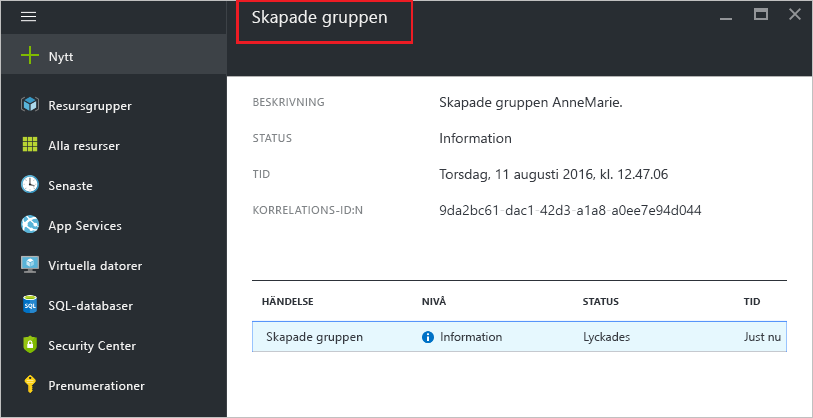 Skapade gruppen
Nytt
Resursgrupper
Alla resurser
Senaste
App Services
Virtuella datorer
SQL
SQL-databaser
Security Center
Prenumerationer
BESKRIVNING Skapade gruppen AnneMarie.
STATUS Information
TID Torsdag, 11 augusti 2016, kl. 12.47.06
KORRELATIONS-ID:N 9da2bc61-dac1-42d3-a1a8-a0ee7e94d044
HÄNDELSE NIVÅ STATUS TID
Skapade gruppen Information Lyckades Just nu